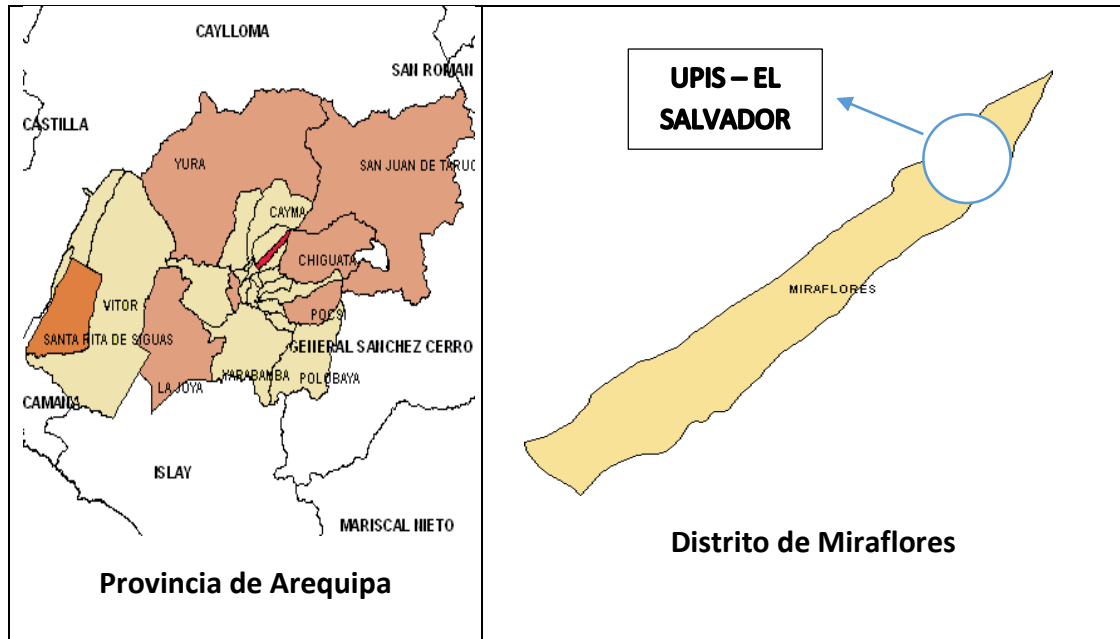 CAYLLOMA
SAN ROMAN
CASTILLA
YURA
SAN JUAN DE TARUC
CAYMA
CHIGUATA
VITOR
POCSI
SANTA RITA DE SIGUAS
GENERAL SANCHEZ CERRO
YARABAMBA
POLOBAYA
LA JOYA
CAMANA
ISLAY
MARISCAL NIETO
Provincia de Arequipa
UPIS – EL
SALVADOR
MIRAFLORES
Distrito de Miraflores